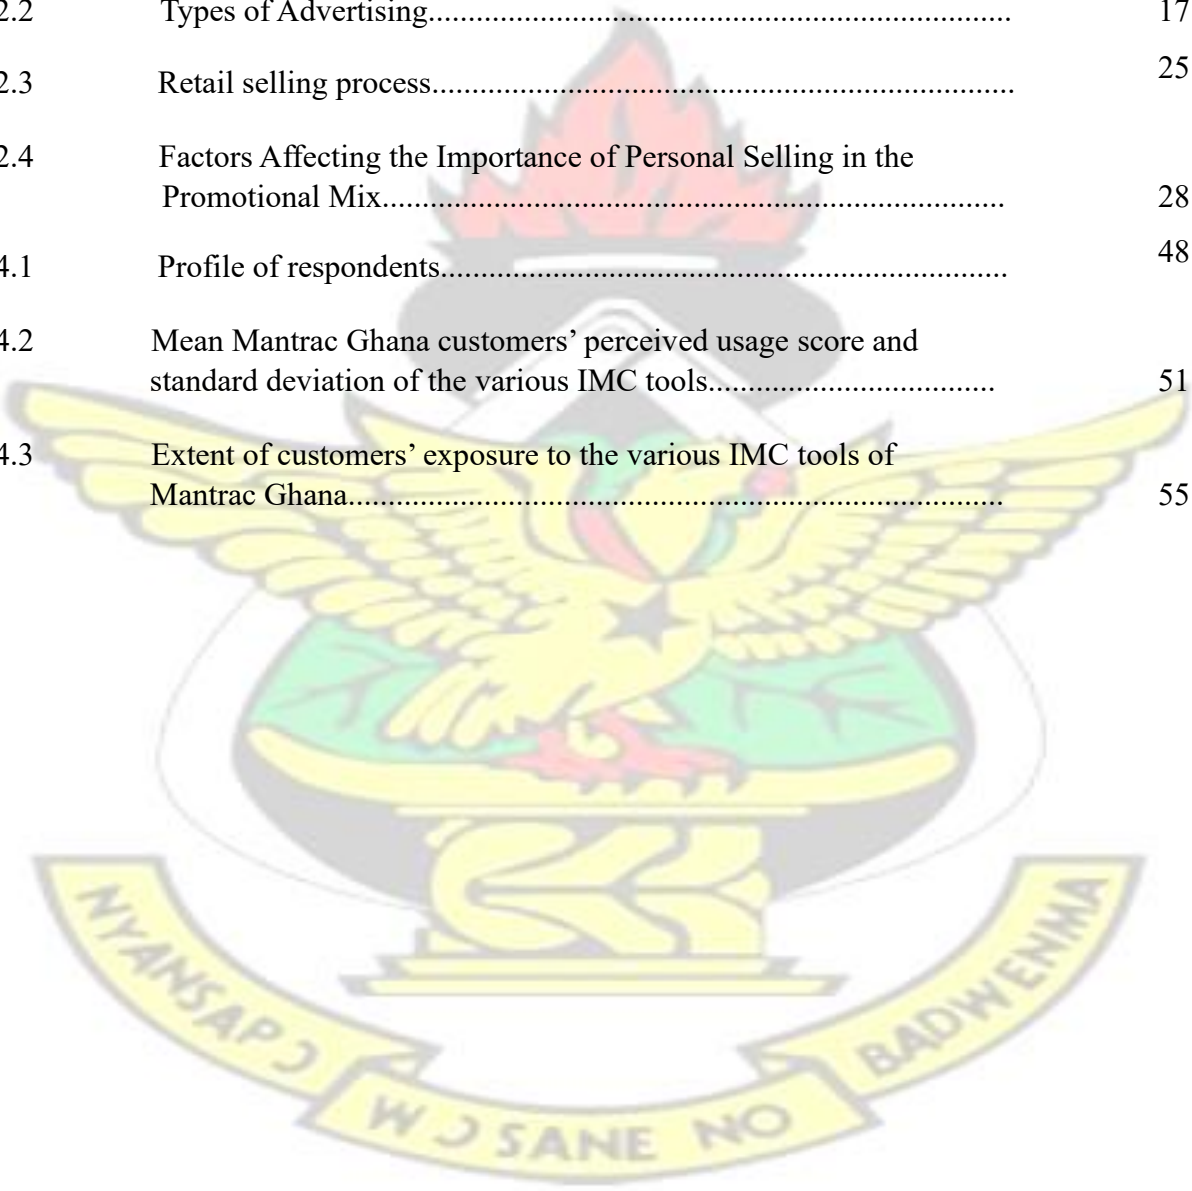 2.2 Types of Advertising......................................................................... 17
2.3 Retail selling process......................................................................... 25
2.4 Factors Affecting the Importance of Personal Selling in the
Promotional Mix.............................................................................. 28
4.1 Profile of respondents....................................................................... 48
4.2 Mean Mantrac Ghana customers’ perceived usage score and
standard deviation of the various IMC tools.................................... 51
4.3 Extent of customers’ exposure to the various IMC tools of
Mantrac Ghana.................................................................................. 55
NYANSAPƆ
WƆ SANE NO
BADWENMA